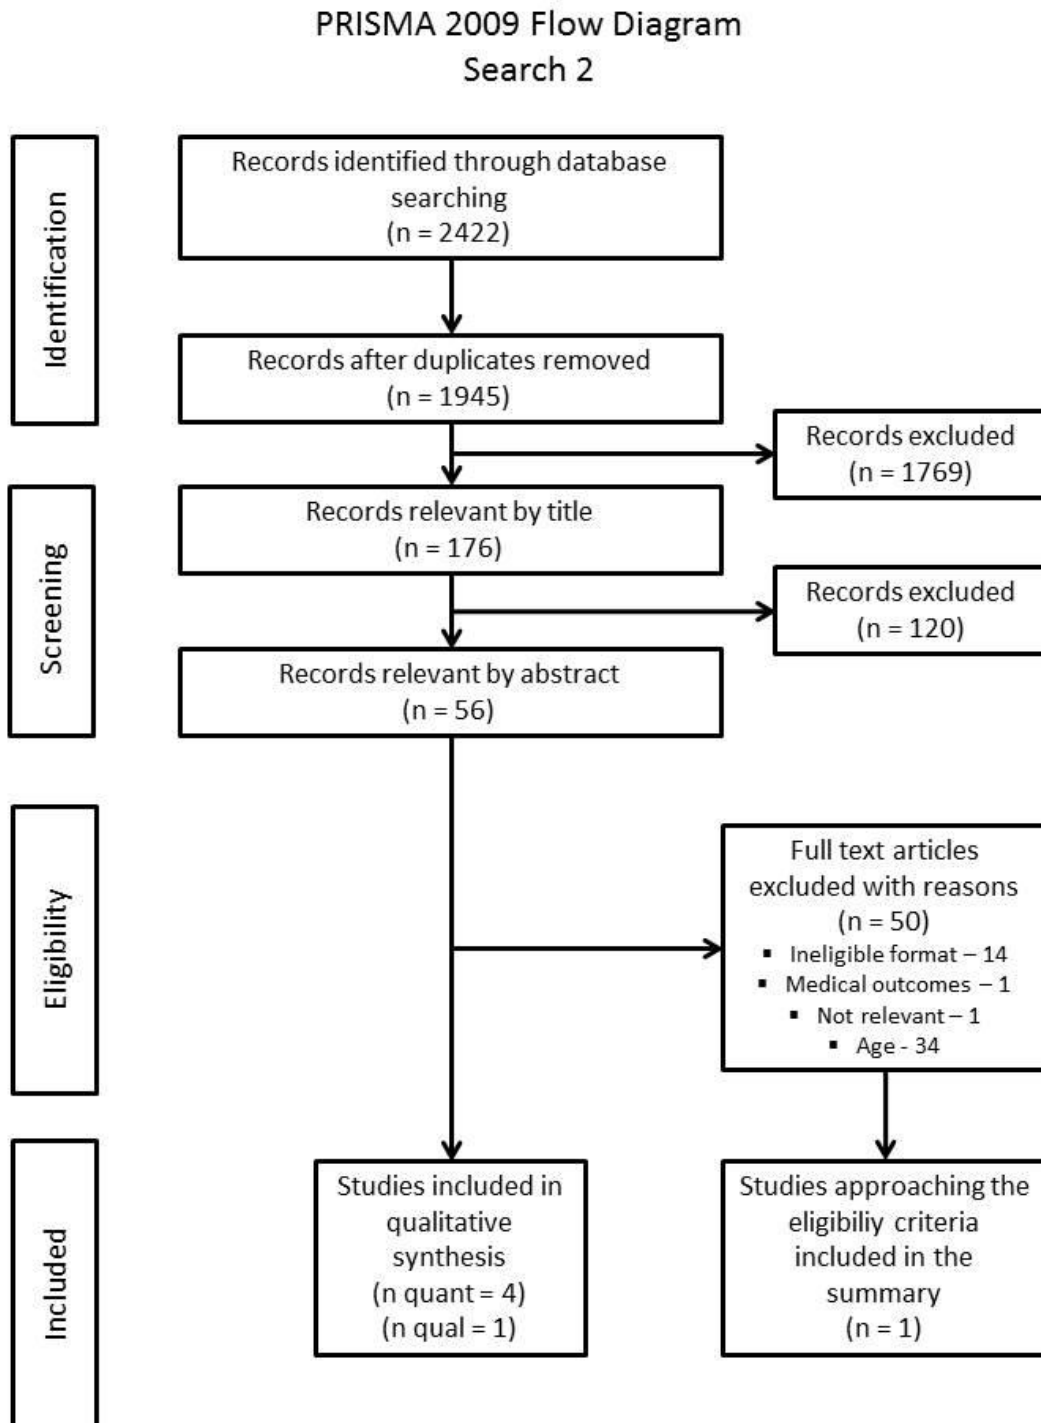 PRISMA 2009 Flow Diagram
Search 2
Identification
Records identified through database
searching
(n = 2422)
Records after duplicates removed
(n = 1945)
Records excluded
(n = 1769)
Screening
Records relevant by title
(n = 176)
Records excluded
(n = 120)
Records relevant by abstract
(n = 56)
Eligibility
Full text articles
excluded with reasons
(n = 50)
▪ Ineligible format – 14
▪ Medical outcomes – 1
▪ Not relevant – 1
▪ Age - 34
Included
Studies included in
qualitative
synthesis
(n quant = 4)
(n qual = 1)
Studies approaching the
eligibiliy criteria
included in the
summary
(n = 1)